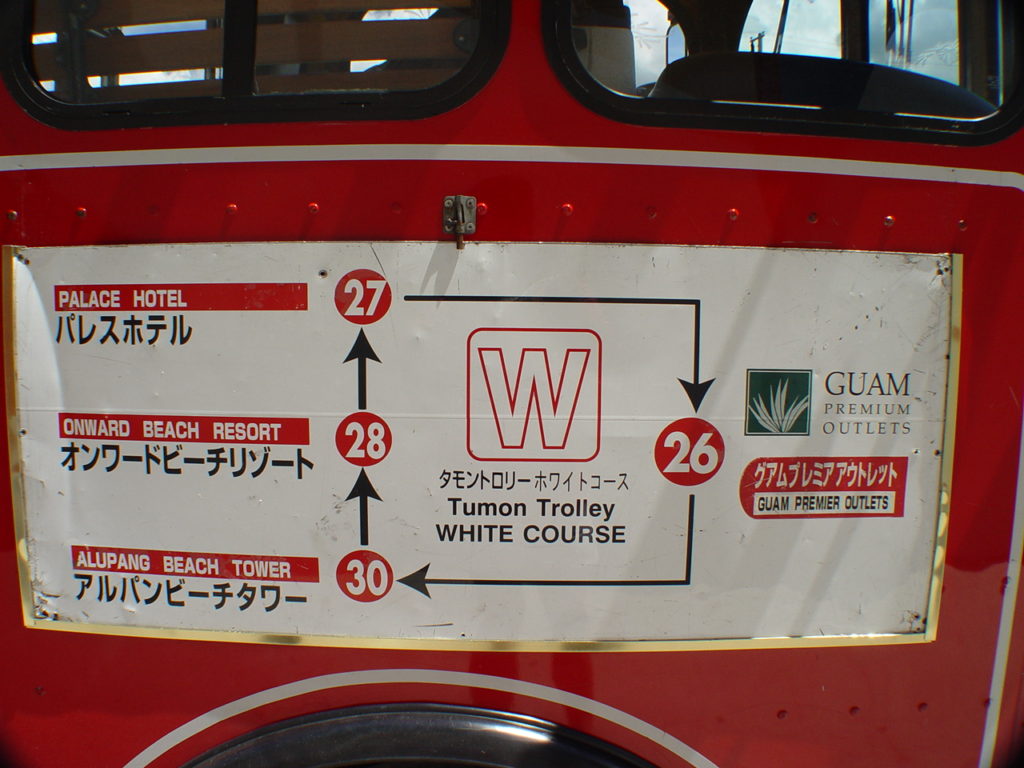 PALACE HOTEL
パレスホテル
27
ONWARD BEACH RESORT
オンワードビーチリゾート
28
ALUPANG BEACH TOWER
アルパンビーチタワー
30
W
タモントロリーホワイトコース
Tumon Trolley
WHITE COURSE
26
GUAM
PREMIUM
OUTLETS
グアムプレミアアウトレット
GUAM PREMIER OUTLETS